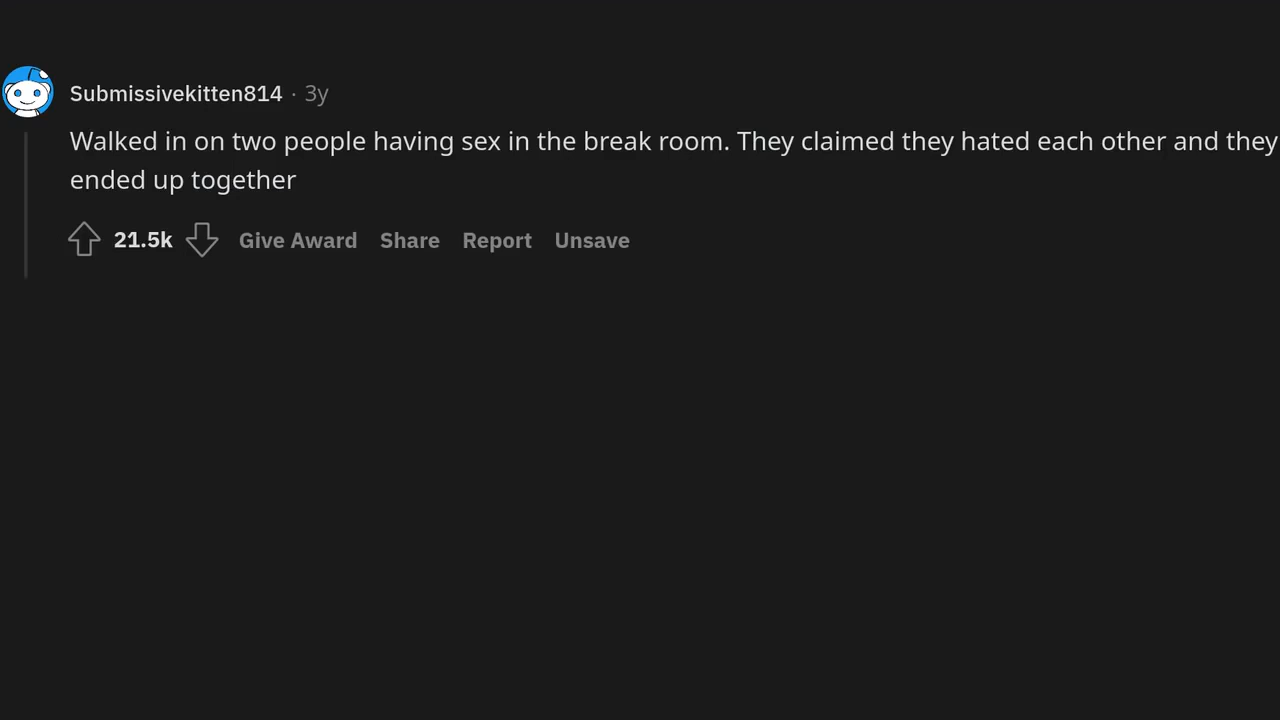 Submissivekitten814 · 3y
Walked in on two people having sex in the break room. They claimed they hated each other and they
ended up together
21.5k Give Award Share Report Unsave